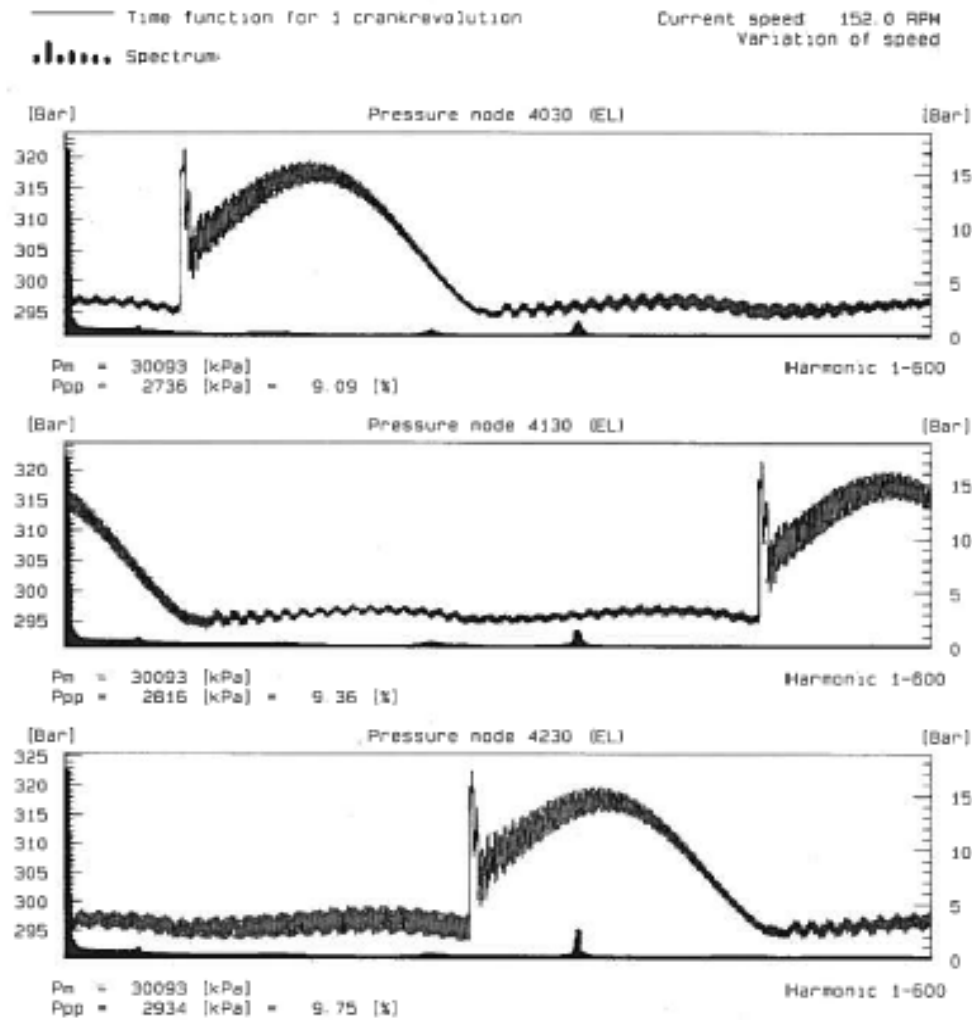 Time function for 1 crankrevolution
Current speed 152.0 RPM
Variation of speed
Spectrum
[Bar] Pressure node 4030 (EL) [Bar]
320
315
310
305
300
295
15
10
5
0
Pm = 30093 [kPa]
Ppp = 2736 [kPa] = 9.09 [%]
Harmonic 1-600
[Bar] Pressure node 4130 (EL) [Bar]
320
315
310
305
300
295
15
10
5
0
Pm = 30093 [kPa]
Ppp = 2816 [kPa] = 9.36 [%]
Harmonic 1-600
[Bar] Pressure node 4230 (EL) [Bar]
325
320
315
310
305
300
295
15
10
5
0
Pm = 30093 [kPa]
Ppp = 2934 [kPa] = 9.75 [%]
Harmonic 1-600